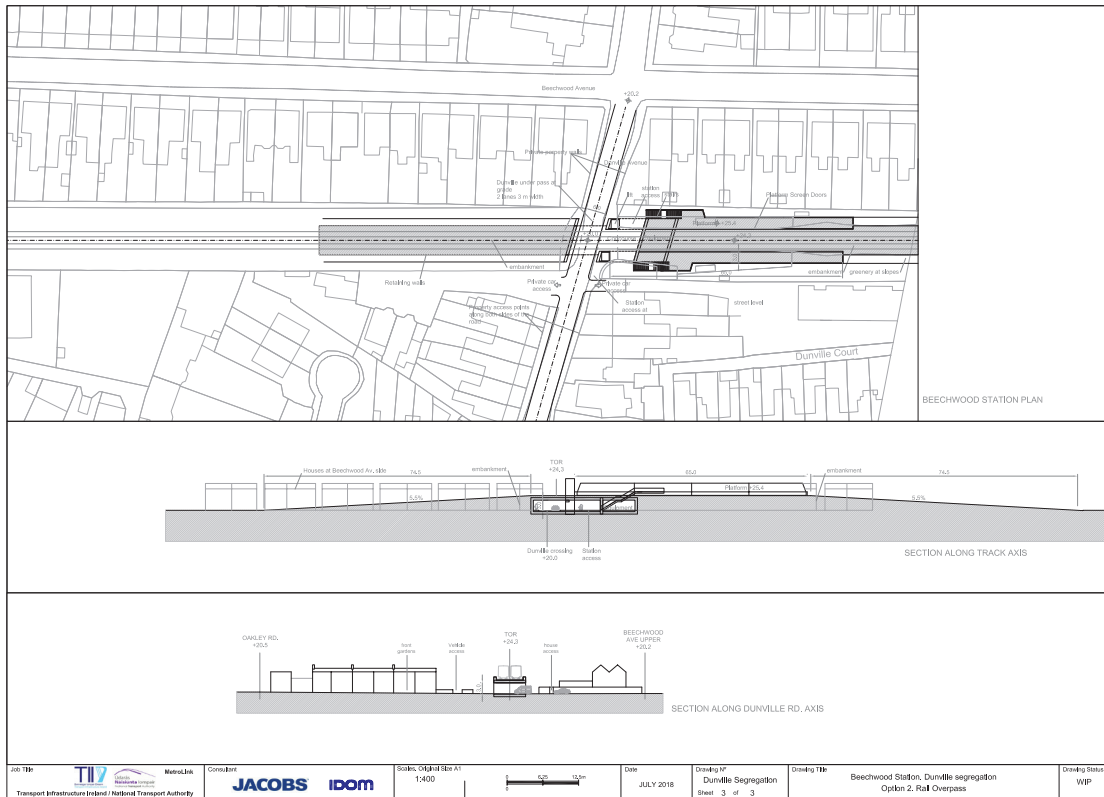 Beechwood Avenue
+20.2
Private property walls
Dunville Avenue
Dunville under pass at
grade
2 lanes 3 m width
lift
station
access
Platform Screen Doors
Platform +25.4
embankment
embankment
greenery at slopes
Retaining walls
Private car
access
Private car
access
Station
access at
street level
Property access points
along both sides of the
road
Dunville Court
BEECHWOOD STATION PLAN
Houses at Beechwood Av. side
74.5
embankment
TOR
+24.3
85.0
embankment
74.5
5.5%
Platform +25.4
5.5%
Dunville crossing
+20.0
Station
access
SECTION ALONG TRACK AXIS
OAKLEY RD.
+20.5
front
gardens
Vehicle
access
TOR
+24.3
house
access
BEECHWOOD
AVE UPPER
+20.2
SECTION ALONG DUNVILLE RD. AXIS
Job Title
TII
MetroLink
Transport Infrastructure Ireland / National Transport Authority
Consultant
JACOBS
IDOM
Scales, Original Size A1
1:400
0 6,25 12,5m
Date
JULY 2018
Drawing Nº
Dunville Segregation
Sheet 3 of 3
Drawing Title
Beechwood Station. Dunville segregation
Option 2. Rail Overpass
Drawing Status
WIP